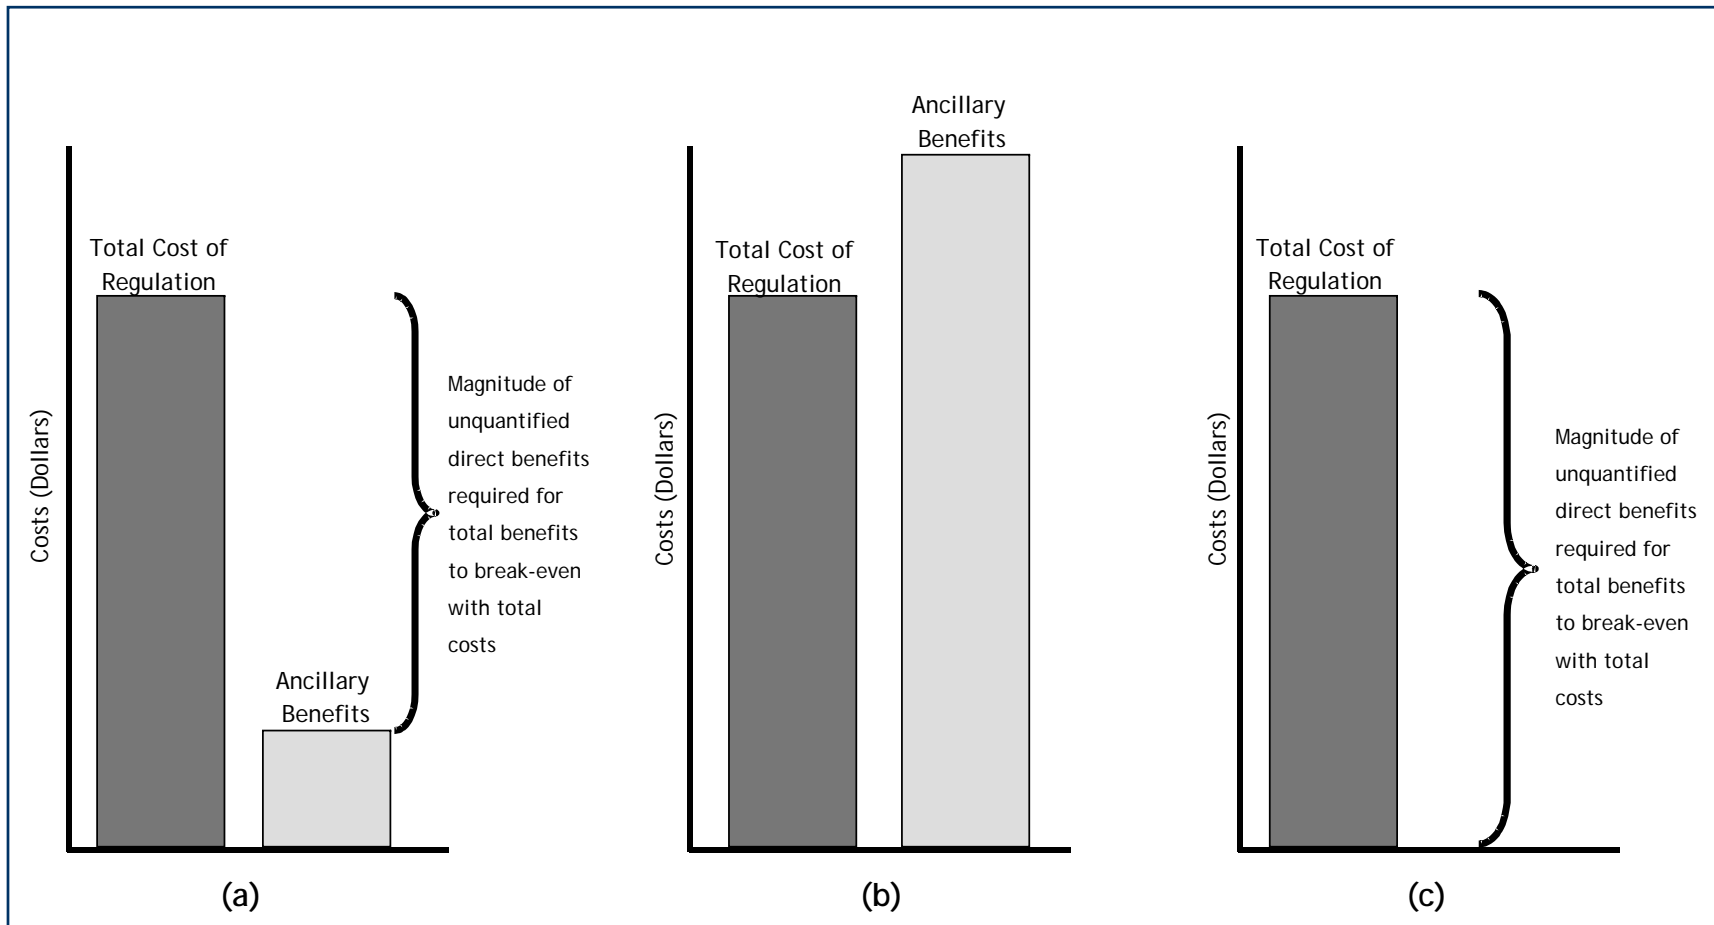 Costs (Dollars)
Total Cost of
Regulation
Ancillary
Benefits
Magnitude of
unquantified
direct benefits
required for
total benefits
to break-even
with total
costs
(a)
Costs (Dollars)
Total Cost of
Regulation
Ancillary
Benefits
(b)
Costs (Dollars)
Total Cost of
Regulation
Magnitude of
unquantified
direct benefits
required for
total benefits
to break-even
with total
costs
(c)